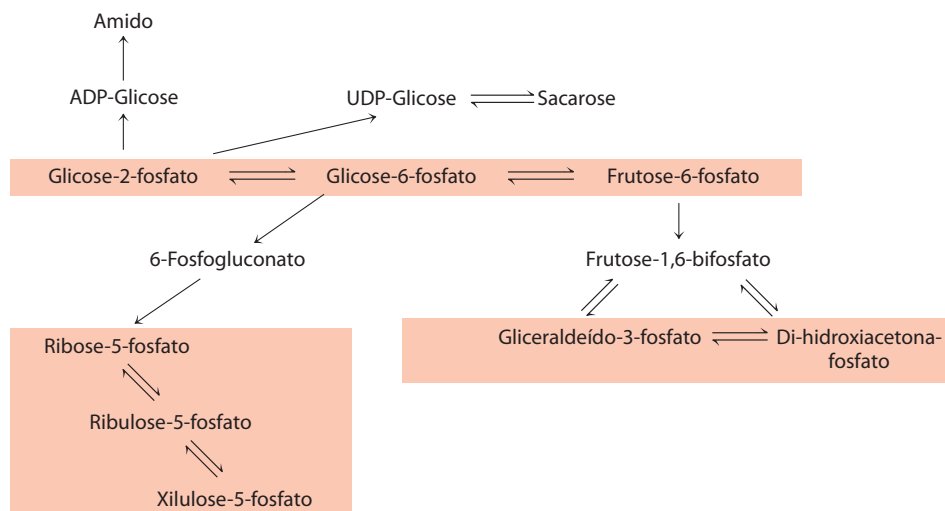 Amido
ADP-Glicose
UDP-Glicose
Sacarose
Glicose-2-fosfato
Glicose-6-fosfato
Frutose-6-fosfato
6-Fosfogluconato
Frutose-1,6-bifosfato
Ribose-5-fosfato
Gliceraldeído-3-fosfato
Di-hidroxiacetona-
fosfato
Ribulose-5-fosfato
Xilulose-5-fosfato